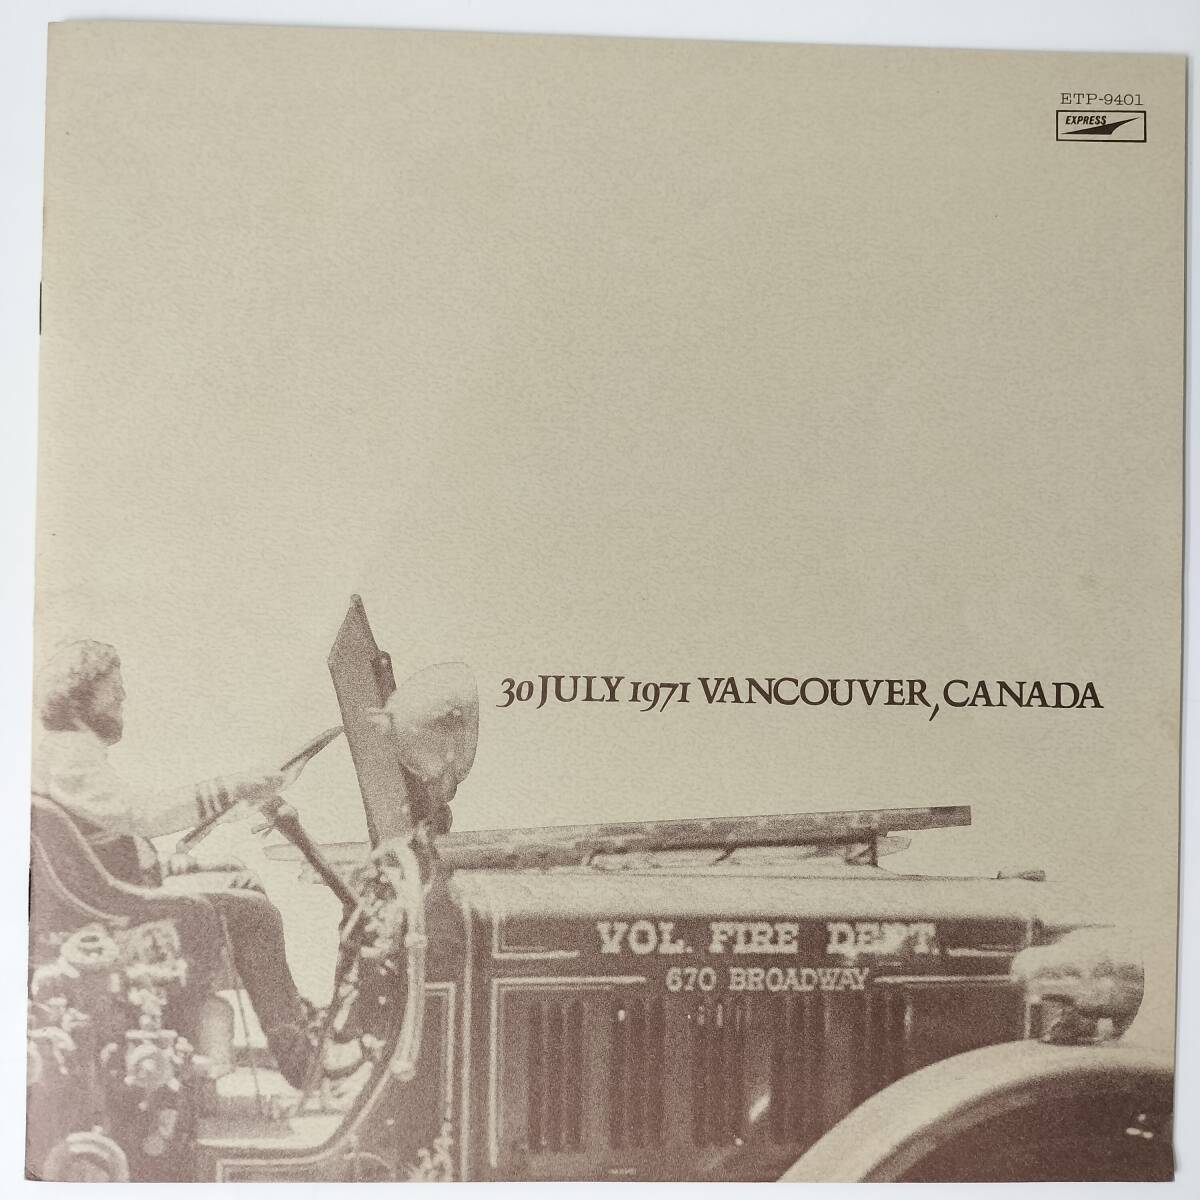 ETP-9401
EXPRESS
30 JULY 1971 VANCOUVER, CANADA
VOL. FIRE DEPT.
670 BROADWAY